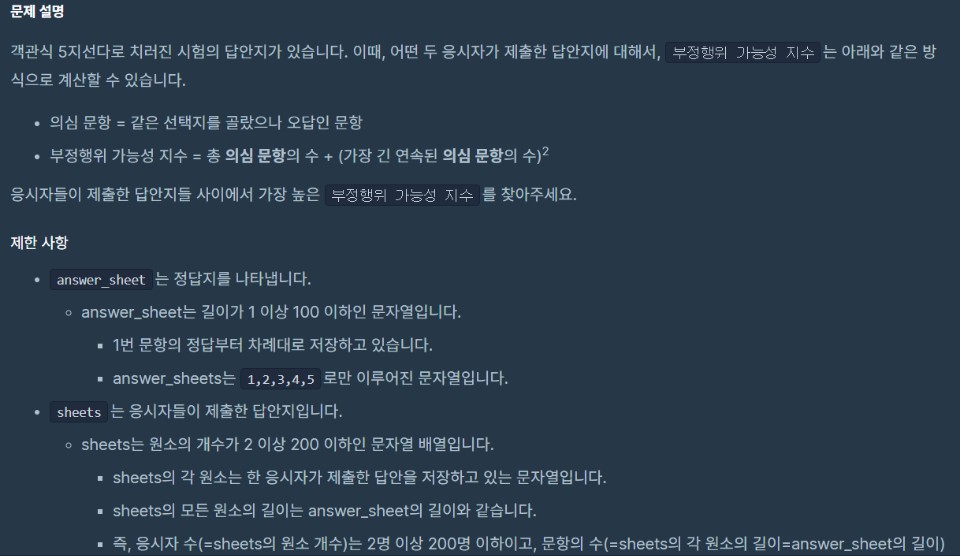 문제 설명
객관식 5지선다로 치러진 시험의 답안지가 있습니다. 이때, 어떤 두 응시자가 제출한 답안지에 대해서, 부정행위 가능성 지수 는 아래와 같은 방
식으로 계산할 수 있습니다.
• 의심 문항 = 같은 선택지를 골랐으나 오답인 문항
• 부정행위 가능성 지수 = 총 의심 문항의 수 + (가장 긴 연속된 의심 문항의 수)²
응시자들이 제출한 답안지들 사이에서 가장 높은 부정행위 가능성 지수 를 찾아주세요.
제한 사항
• answer_sheet 는 정답지를 나타냅니다.
◦ answer_sheet는 길이가 1 이상 100 이하인 문자열입니다.
▪ 1번 문항의 정답부터 차례대로 저장하고 있습니다.
▪ answer_sheets는 1,2,3,4,5 로만 이루어진 문자열입니다.
• sheets 는 응시자들이 제출한 답안지입니다.
◦ sheets는 원소의 개수가 2 이상 200 이하인 문자열 배열입니다.
▪ sheets의 각 원소는 한 응시자가 제출한 답안을 저장하고 있는 문자열입니다.
▪ sheets의 모든 원소의 길이는 answer_sheet의 길이와 같습니다.
▪ 즉, 응시자 수(=sheets의 원소 개수)는 2명 이상 200명 이하이고, 문항의 수(=sheets의 각 원소의 길이=answer_sheet의 길이)